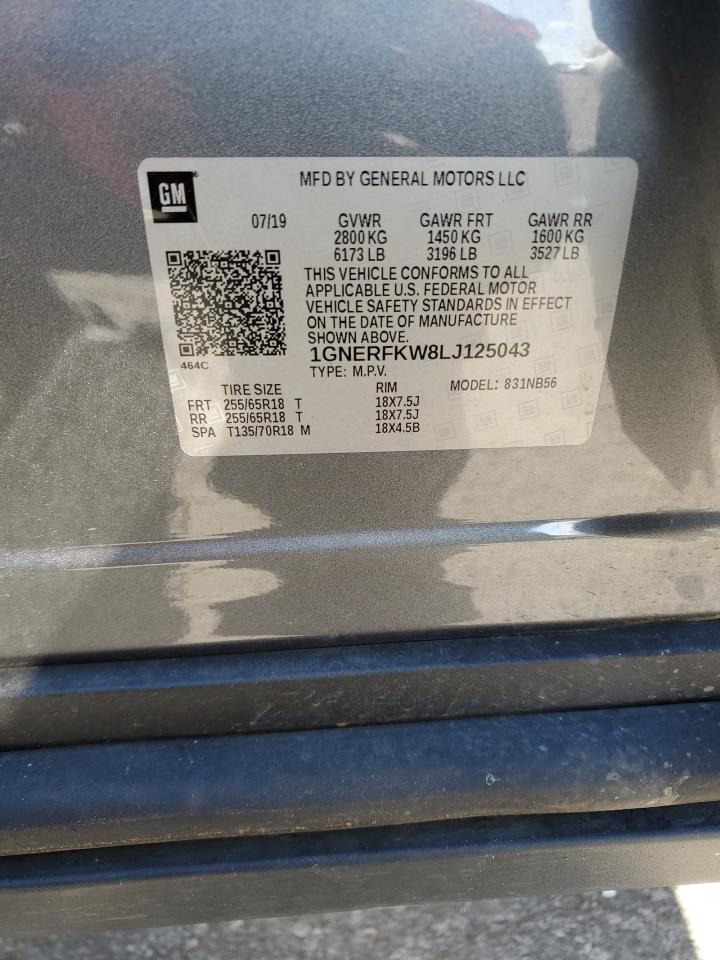 MFD BY GENERAL MOTORS LLC
GM
07/19 GVWR GAWR FRT GAWR RR
2800 KG 1450 KG 1600 KG
6173 LB 3196 LB 3527 LB
THIS VEHICLE CONFORMS TO ALL
APPLICABLE U.S. FEDERAL MOTOR
VEHICLE SAFETY STANDARDS IN EFFECT
ON THE DATE OF MANUFACTURE
SHOWN ABOVE.
1GNERFKW8LJ125043
464C
TYPE: M.P.V. MODEL: 831NB56
TIRE SIZE RIM
FRT 255/65R18 T 18X7.5J
RR 255/65R18 T 18X7.5J
SPA T135/70R18 M 18X4.5B